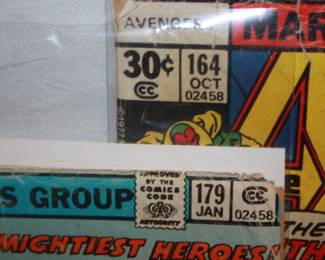 AVENGERS
MAR
30¢
164
OCT
02458
CC
A
THE
S GROUP
APPROVED
BY THE
COMICS
CODE
AUTHORITY
179
JAN
CC
02458
MIGHTIEST HEROES